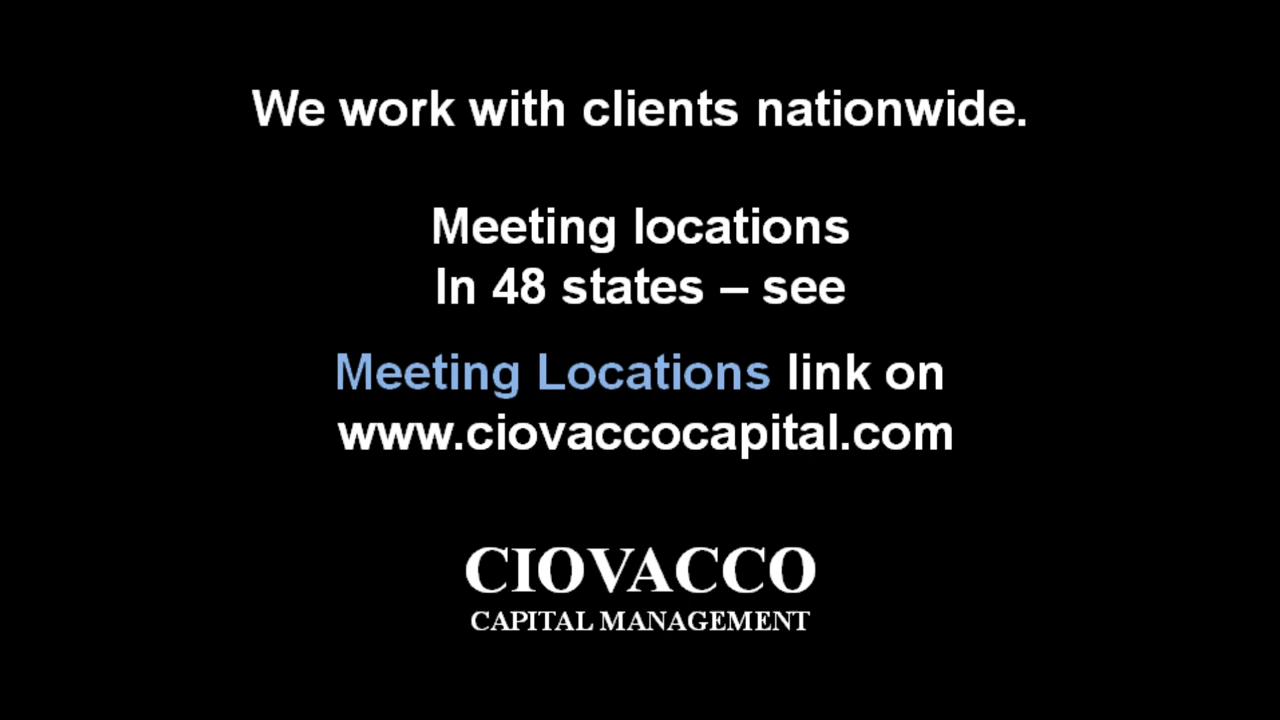 We work with clients nationwide.
Meeting locations
In 48 states – see
Meeting Locations link on
www.ciovaccocapital.com
CIOVACCO
CAPITAL MANAGEMENT